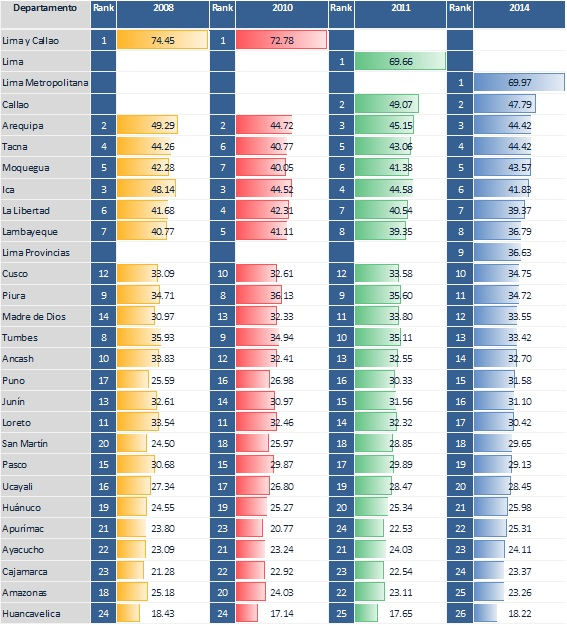 Departamento Rank 2008 Rank 2010 Rank 2011 Rank 2014
Lima y Callao 1 74.45 1 72.78
Lima 1 69.66
Lima Metropolitana 1 69.97
Callao 2 49.07 2 47.79
Arequipa 2 49.29 2 44.72 3 45.15 3 44.42
Tacna 4 44.26 6 40.77 5 43.06 4 44.42
Moquegua 5 42.28 7 40.05 6 41.38 5 43.57
Ica 3 48.14 3 44.52 4 44.58 6 41.83
La Libertad 6 41.68 4 42.31 7 40.54 7 39.37
Lambayeque 7 40.77 5 41.11 8 39.35 8 36.79
Lima Provincias 9 36.63
Cusco 12 33.09 10 32.61 12 33.58 10 34.75
Piura 9 34.71 8 36.13 9 35.60 11 34.72
Madre de Dios 14 30.97 13 32.33 11 33.80 12 33.55
Tumbes 8 35.93 9 34.94 10 35.11 13 33.42
Ancash 10 33.83 12 32.41 13 32.55 14 32.70
Puno 17 25.59 16 26.98 16 30.33 15 31.58
Junín 13 32.61 14 30.97 15 31.56 16 31.10
Loreto 11 33.54 11 32.46 14 32.32 17 30.42
San Martín 20 24.50 18 25.97 18 28.85 18 29.65
Pasco 15 30.68 15 29.87 17 29.89 19 29.13
Ucayali 16 27.34 17 26.80 19 28.47 20 28.45
Huánuco 19 24.55 19 25.27 20 25.34 21 25.98
Apurímac 21 23.80 23 20.77 24 22.53 22 25.31
Ayacucho 22 23.09 21 23.24 21 24.03 23 24.11
Cajamarca 23 21.28 22 22.92 23 22.54 24 23.37
Amazonas 18 25.18 20 24.03 22 23.11 25 23.26
Huancavelica 24 18.43 24 17.14 25 17.65 26 18.22